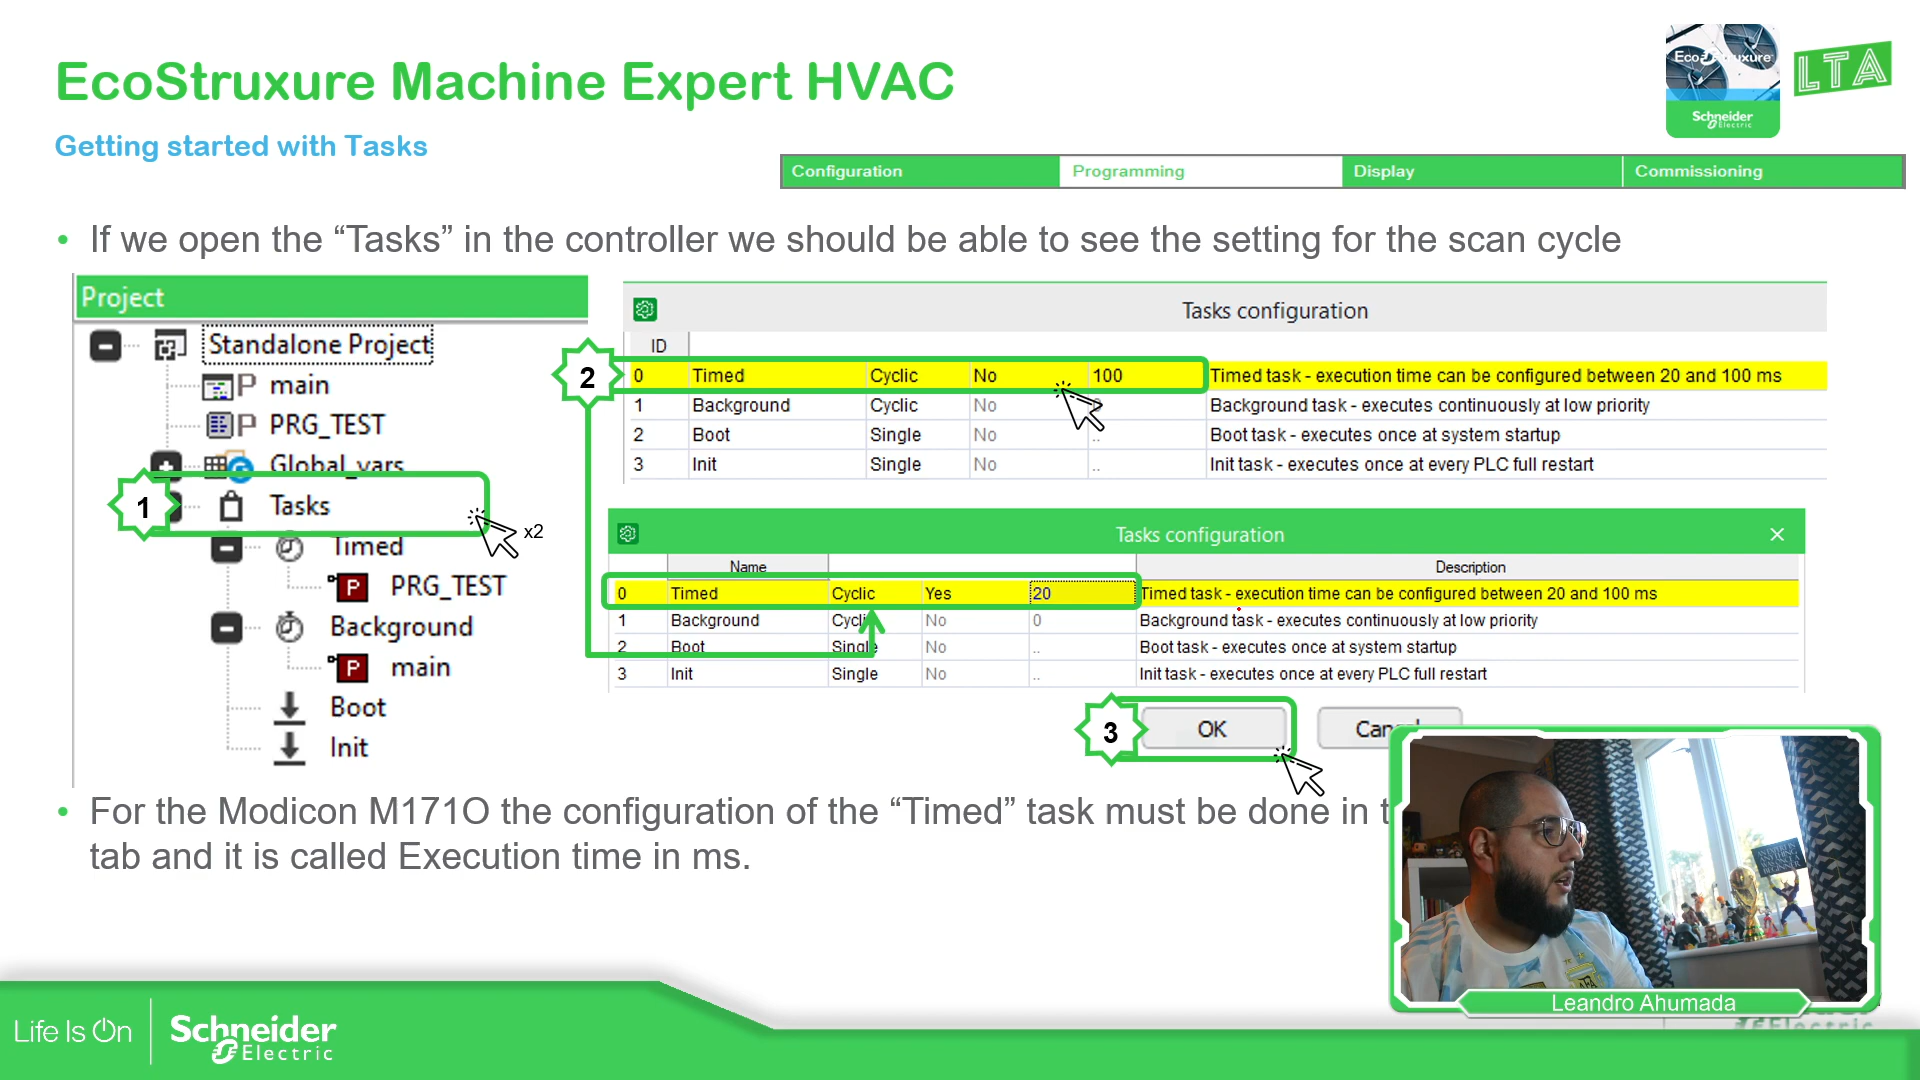 EcoStruxure Machine Expert HVAC
Getting started with Tasks
EcoStruxure
Schneider
Electric
LTA
Configuration
Programming
Display
Commissioning
• If we open the “Tasks” in the controller we should be able to see the setting for the scan cycle
Project
Standalone Project
main
PRG_TEST
Global_vars
1
Tasks
x2
Timed
PRG_TEST
Background
main
Boot
Init
Tasks configuration
ID
2
0 Timed Cyclic No 100 Timed task - execution time can be configured between 20 and 100 ms
1 Background Cyclic No Background task - executes continuously at low priority
2 Boot Single No .. Boot task - executes once at system startup
3 Init Single No .. Init task - executes once at every PLC full restart
Tasks configuration
Name Description
0 Timed Cyclic Yes 20 Timed task - execution time can be configured between 20 and 100 ms
1 Background Cyclic No 0 Background task - executes continuously at low priority
2 Boot Single No .. Boot task - executes once at system startup
3 Init Single No .. Init task - executes once at every PLC full restart
3
OK
• For the Modicon M171O the configuration of the “Timed” task must be done in
tab and it is called Execution time in ms.
Leandro Ahumada
Life Is On
Schneider
Electric